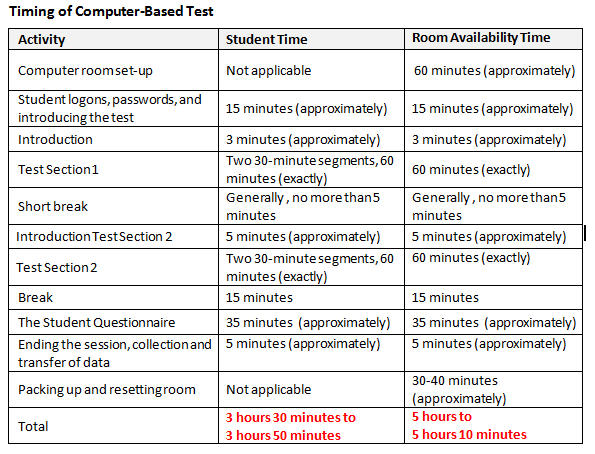 Timing of Computer-Based Test
Activity Student Time Room Availability Time
Computer room set-up Not applicable 60 minutes (approximately)
Student logons, passwords, and
introducing the test 15 minutes (approximately) 15 minutes (approximately)
Introduction 3 minutes (approximately) 3 minutes (approximately)
Test Section 1 Two 30-minute segments, 60
minutes (exactly) 60 minutes (exactly)
Short break Generally , no more than 5
minutes Generally , no more than 5
minutes
Introduction Test Section 2 5 minutes (approximately) 5 minutes (approximately)
Test Section 2 Two 30-minute segments, 60
minutes (exactly) 60 minutes (exactly)
Break 15 minutes 15 minutes
The Student Questionnaire 35 minutes (approximately) 35 minutes (approximately)
Ending the session, collection and
transfer of data 5 minutes (approximately) 5 minutes (approximately)
Packing up and resetting room Not applicable 30-40 minutes
(approximately)
Total 3 hours 30 minutes to
3 hours 50 minutes 5 hours to
5 hours 10 minutes